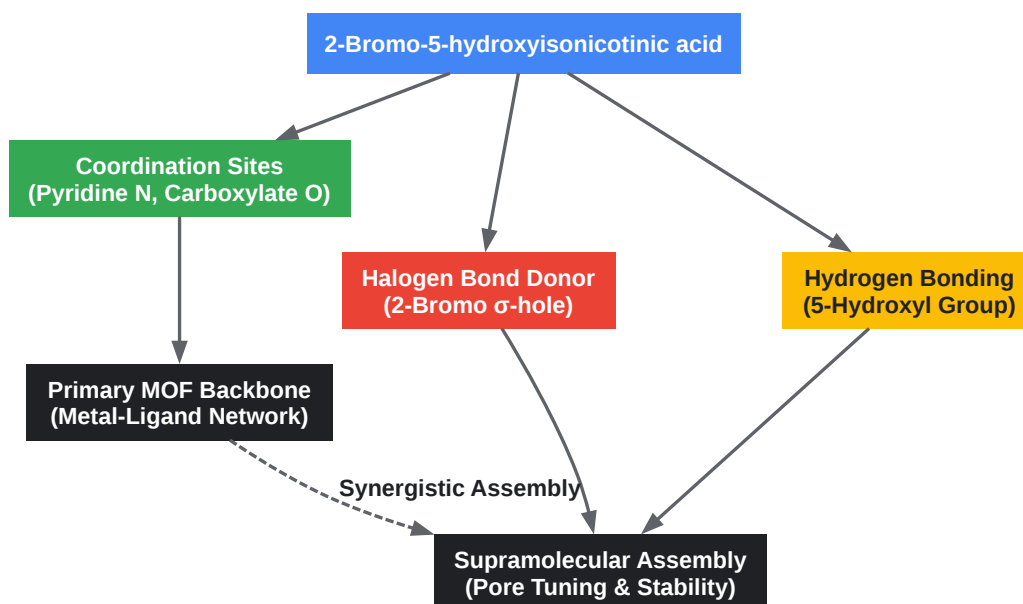 2-Bromo-5-hydroxyisonicotinic acid
Coordination Sites
(Pyridine N, Carboxylate O)
Halogen Bond Donor
(2-Bromo σ-hole)
Hydrogen Bonding
(5-Hydroxyl Group)
Primary MOF Backbone
(Metal-Ligand Network)
Synergistic Assembly
Supramolecular Assembly
(Pore Tuning & Stability)